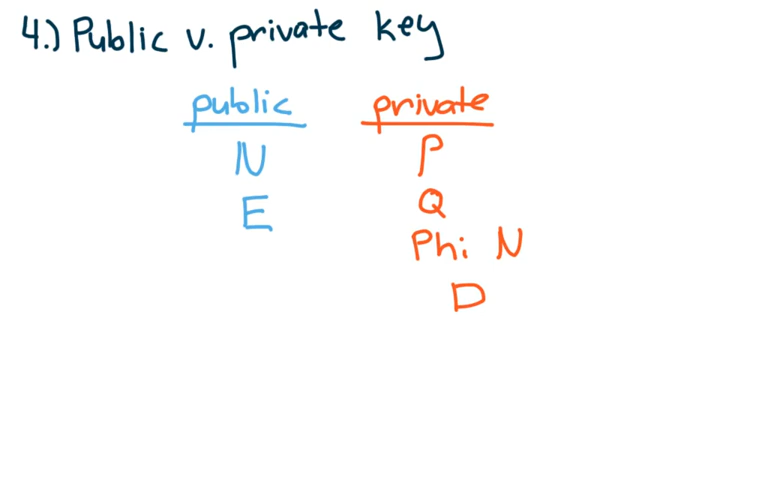 4.) Public v. private key
public private
N P
E Q
Phi N
D